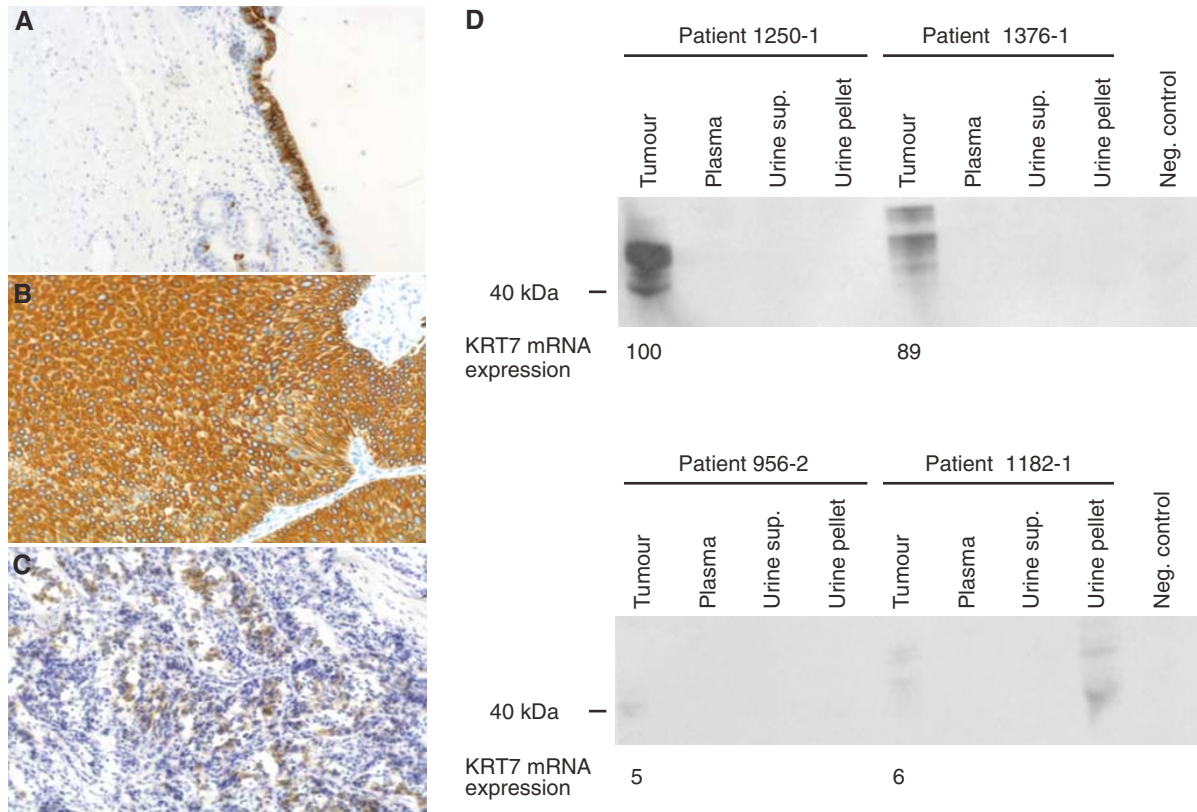 A
B
C
D
Patient 1250-1
Patient 1376-1
Tumour
Plasma
Urine sup.
Urine pellet
Tumour
Plasma
Urine sup.
Urine pellet
Neg. control
40 kDa
KRT7 mRNA
expression
100
89
Patient 956-2
Patient 1182-1
Tumour
Plasma
Urine sup.
Urine pellet
Tumour
Plasma
Urine sup.
Urine pellet
Neg. control
40 kDa
KRT7 mRNA
expression
5
6